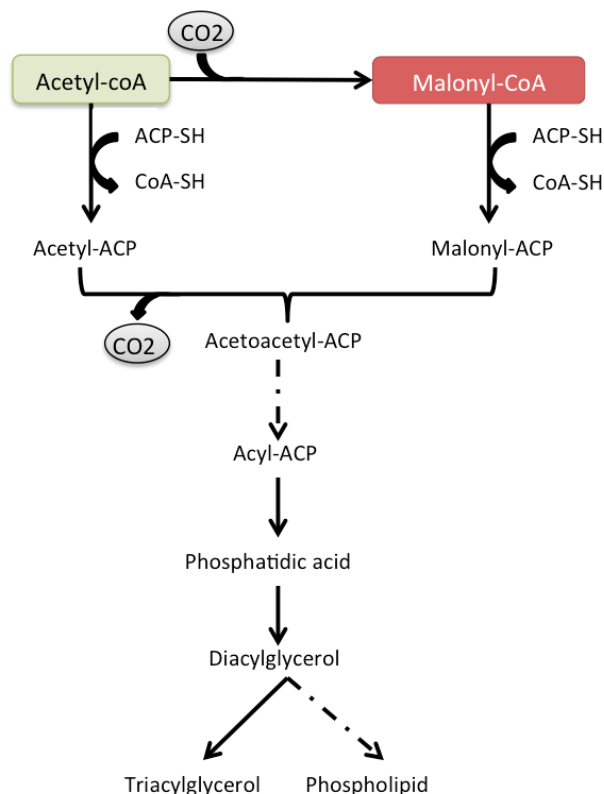 CO2
Acetyl-coA
Malonyl-CoA
ACP-SH
ACP-SH
CoA-SH
CoA-SH
Acetyl-ACP
Malonyl-ACP
CO2
Acetoacetyl-ACP
Acyl-ACP
Phosphatidic acid
Diacylglycerol
Triacylglycerol
Phospholipid